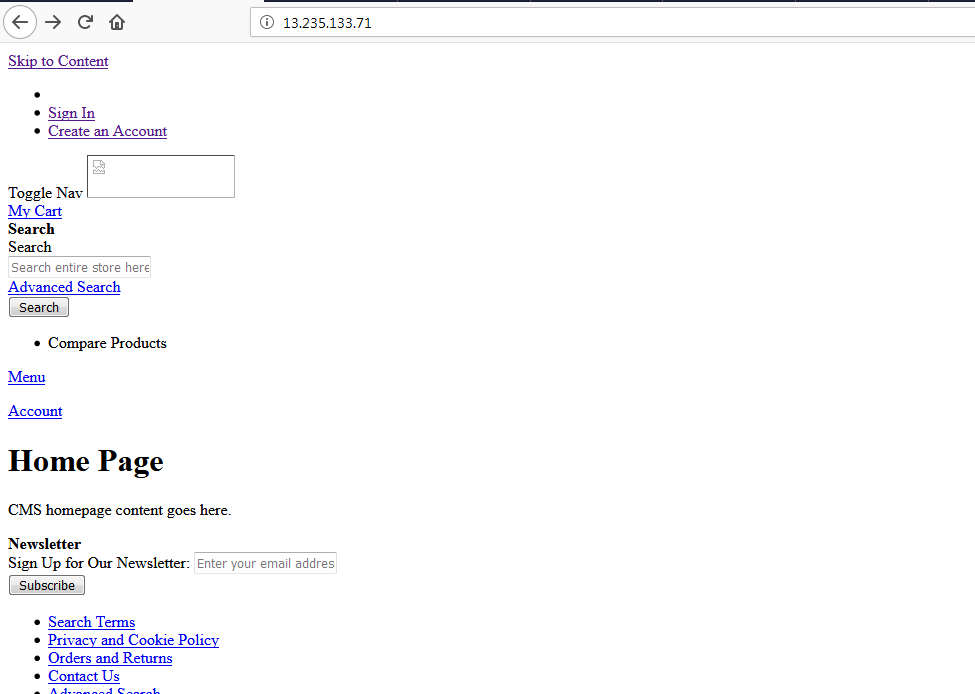 13.235.133.71
Skip to Content
Sign In
Create an Account
Toggle Nav
My Cart
Search
Search
Search entire store here
Advanced Search
Search
Compare Products
Menu
Account
Home Page
CMS homepage content goes here.
Newsletter
Sign Up for Our Newsletter: Enter your email addres
Subscribe
Search Terms
Privacy and Cookie Policy
Orders and Returns
Contact Us
Advanced Search